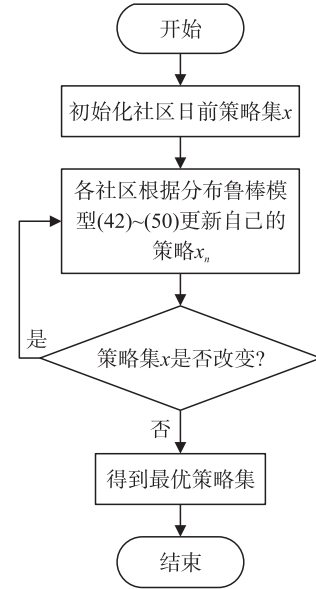 开始
初始化社区日前策略集x
各社区根据分布鲁棒模
型(42)~(50)更新自己的
策略xₙ
是
策略集x是否改变?
否
得到最优策略集
结束